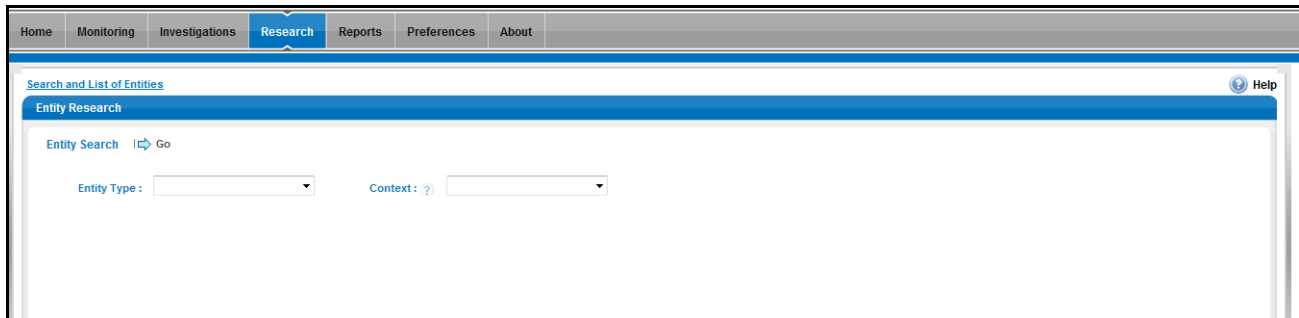 Home Monitoring Investigations Research Reports Preferences About
Search and List of Entities
? Help
Entity Research
Entity Search Go
Entity Type : Context : ?